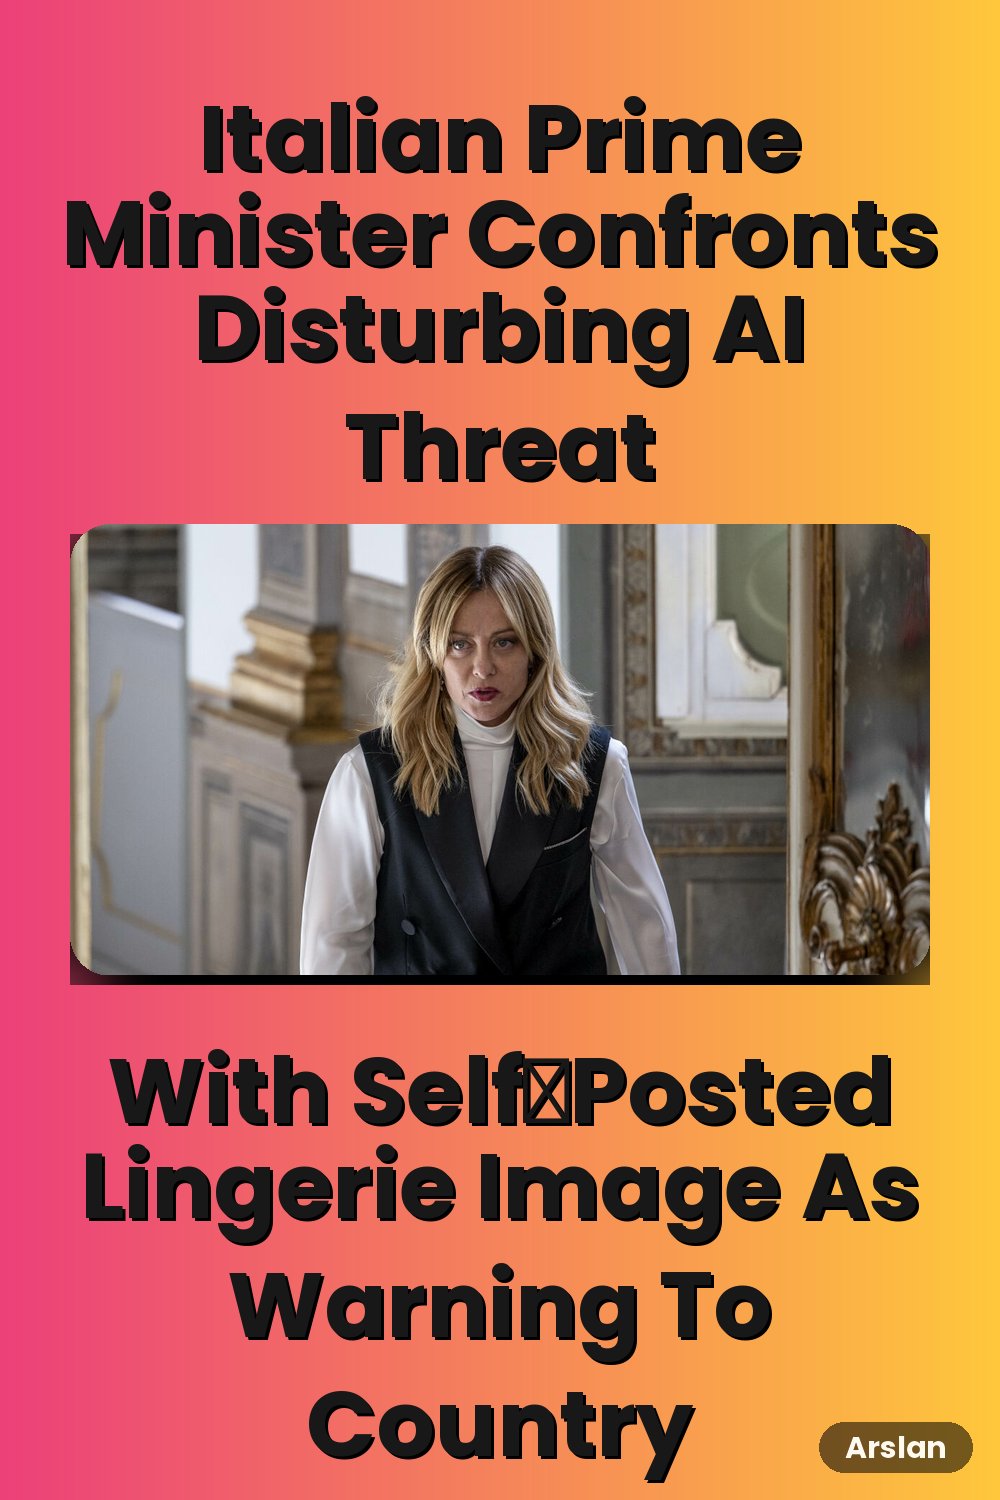 Italian Prime
Minister Confronts
Disturbing AI
Threat
With Self▯Posted
Lingerie Image As
Warning To
Country
Arslan